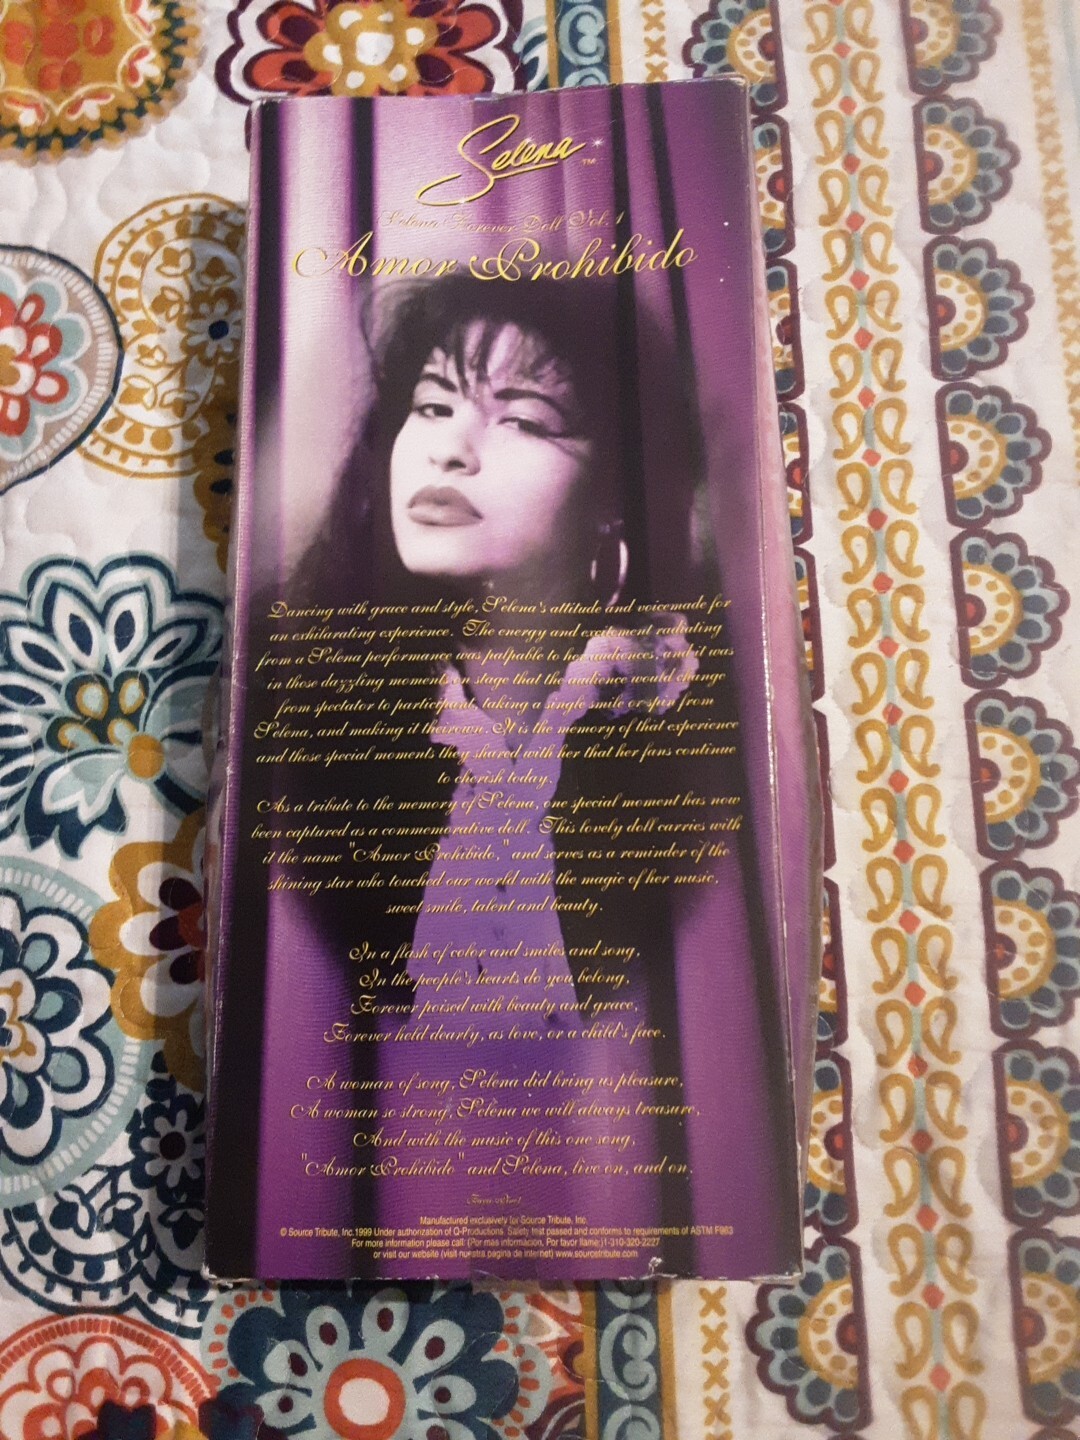 Selena ™
Selena Forever Doll Vol. 1
Amor Prohibido
Dancing with grace and style, Selena's attitude and voicemade for
an exhilarating experience. The energy and excitement radiating
from a Selena performance was palpable to her audiences, and it was
in those dazzling moments on stage that the audience would change
from spectator to participant, taking a single smile or spin from
Selena, and making it theirown. It is the memory of that experience
and those special moments they shared with her that her fans continue
to cherish today.
As a tribute to the memory of Selena, one special moment has now
been captured as a commemorative doll. This lovely doll carries with
it the name "Amor Prohibido," and serves as a reminder of the
shining star who touched our world with the magic of her music,
sweet smile, talent and beauty.
In a flash of color and smiles and song,
In the people's hearts do you belong,
Forever poised with beauty and grace,
Forever held dearly, as love, or a child's face.
A woman of song, Selena did bring us pleasure,
A woman so strong, Selena we will always treasure,
And with the music of this one song,
"Amor Prohibido" and Selena, live on, and on.
Manufactured exclusively for Source Tribute, Inc.
© Source Tribute, Inc.1999 Under authorization of Q-Productions. Safety test passed and conforms to requirements of ASTM F963
For more information please call: (Por mas informacion, Por favor llame:)1-310-320-2227
or visit our website (visit nuestra pagina de internet) www.sourcetribute.com